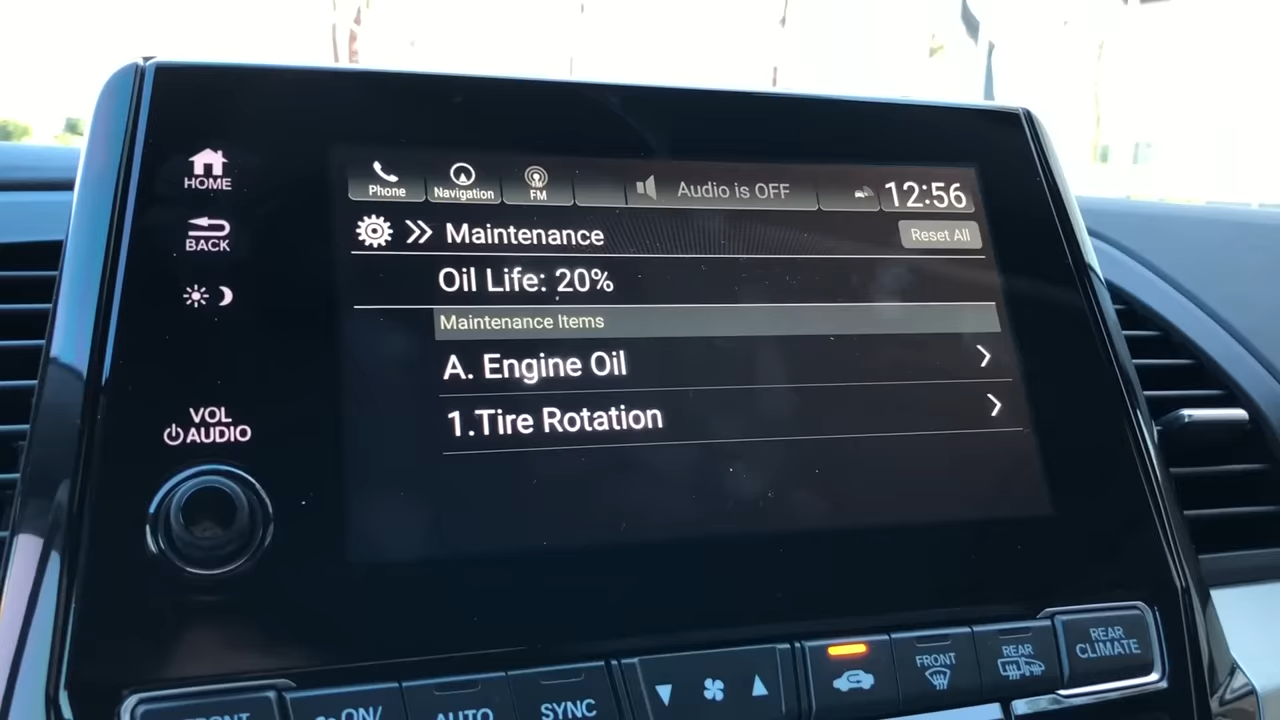 HOME
BACK
VOL
AUDIO
Phone
Navigation
FM
Audio is OFF
12:56
Maintenance
Reset All
Oil Life: 20%
Maintenance Items
A. Engine Oil
1.Tire Rotation
ON/
AUTO
SYNC
FRONT
REAR
REAR
CLIMATE